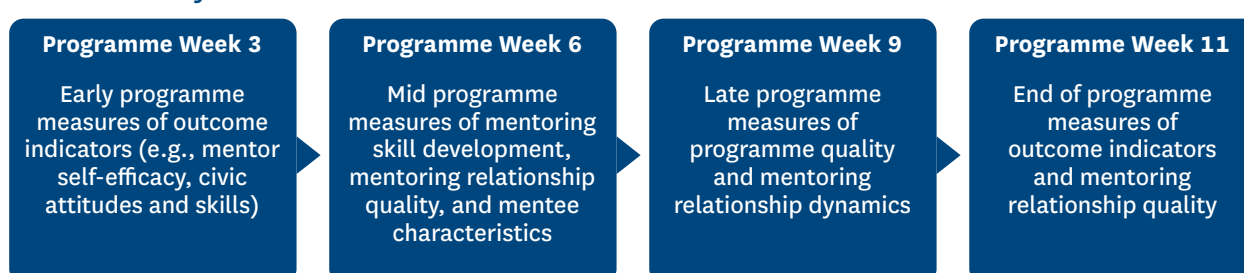 Programme Week 3
Early programme
measures of outcome
indicators (e.g., mentor
self-efficacy, civic
attitudes and skills)
Programme Week 6
Mid programme
measures of mentoring
skill development,
mentoring relationship
quality, and mentee
characteristics
Programme Week 9
Late programme
measures of
programme quality
and mentoring
relationship dynamics
Programme Week 11
End of programme
measures of
outcome indicators
and mentoring
relationship quality